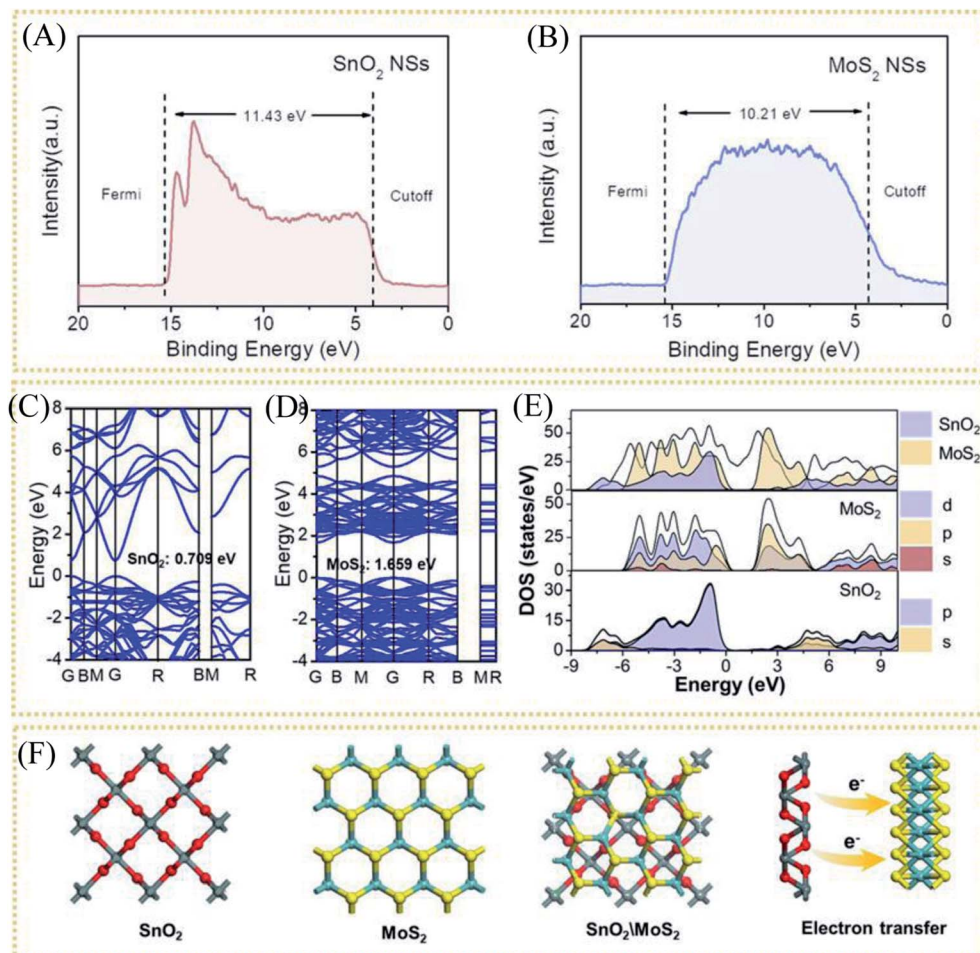 (A)
SnO₂ NSs
11.43 eV
Fermi
Cutoff
Intensity(a.u.)
20 15 10 5 0
Binding Energy (eV)
(B)
MoS₂ NSs
10.21 eV
Fermi
Cutoff
Intensity (a.u.)
20 15 10 5 0
Binding Energy (eV)
(C)
Energy (eV)
8
6
4
2
0
-2
-4
SnO₂: 0.709 eV
G B M G R B M R
(D)
Energy (eV)
8
6
4
2
0
-2
-4
MoS₂: 1.659 eV
G B M G R B M R
(E)
DOS (states/eV)
50
25
0
SnO₂
MoS₂
50
25
0
MoS₂
d
p
s
30
15
0
SnO₂
p
s
-9 -6 -3 0 3 6 9
Energy (eV)
(F)
e⁻
e⁻
SnO₂
MoS₂
SnO₂\MoS₂
Electron transfer